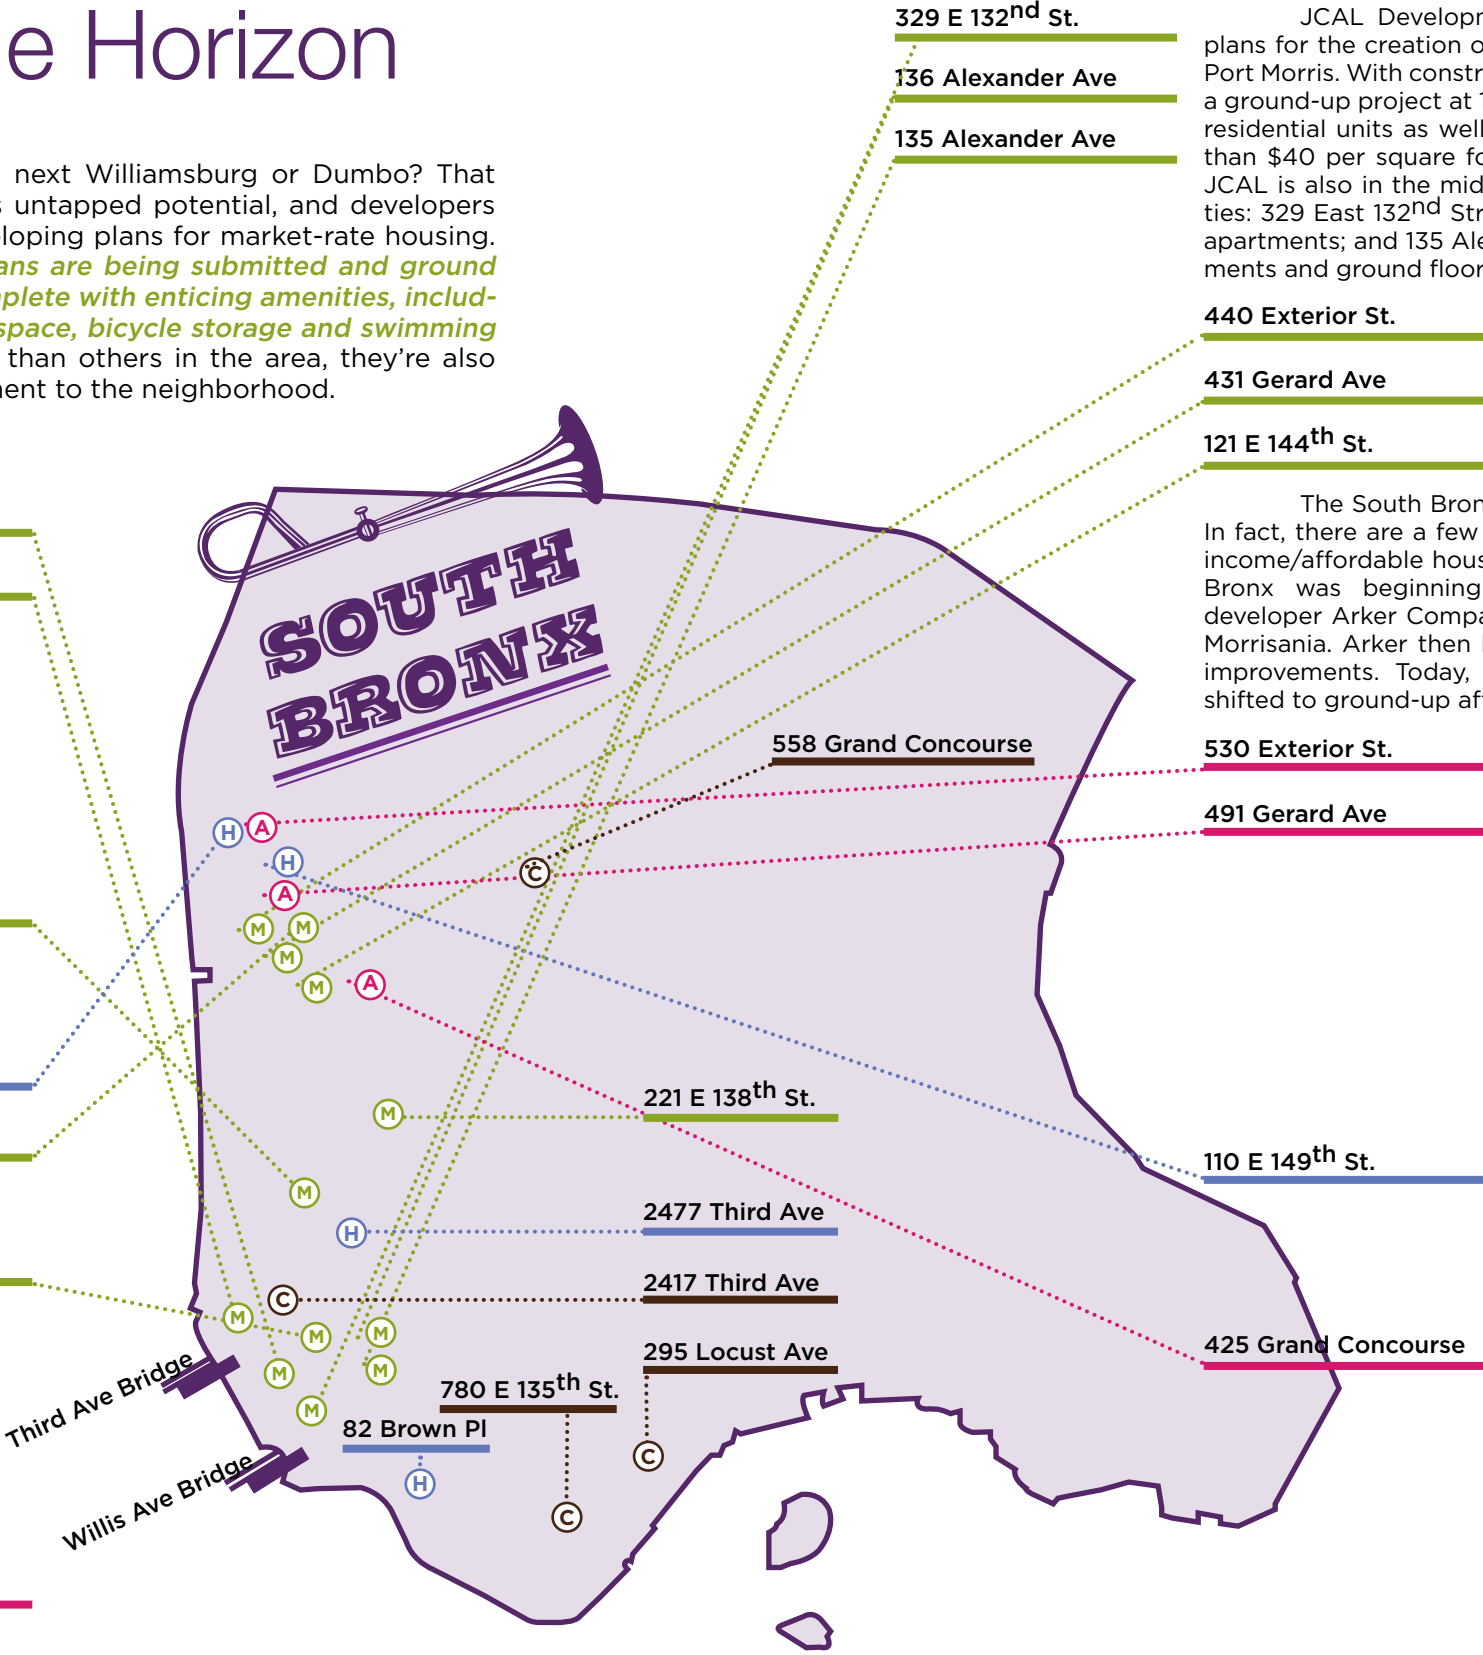 e Horizon
next Williamsburg or Dumbo? That
untapped potential, and developers
loping plans for market-rate housing.
ans are being submitted and ground
plete with enticing amenities, includ-
space, bicycle storage and swimming
than others in the area, they're also
ent to the neighborhood.
329 E 132nd St.
136 Alexander Ave
135 Alexander Ave
JCAL Developm
plans for the creation o
Port Morris. With constr
a ground-up project at 1
residential units as well
than $40 per square fo
JCAL is also in the mid
ties: 329 East 132nd Str
apartments; and 135 Ale
ments and ground floor
440 Exterior St.
431 Gerard Ave
121 E 144th St.
The South Bron
In fact, there are a few
income/affordable hous
Bronx was beginning
developer Arker Compa
Morrisania. Arker then
improvements. Today,
shifted to ground-up af
530 Exterior St.
491 Gerard Ave
110 E 149th St.
425 Grand Concourse
SOUTH
BRONX
558 Grand Concourse
H
A
H
C
A
M
M
M
M
A
M
221 E 138th St.
M
H
2477 Third Ave
C
2417 Third Ave
M
M
M
M
M
M
295 Locust Ave
780 E 135th St.
82 Brown Pl
H
C
C
Third Ave Bridge
Willis Ave Bridge